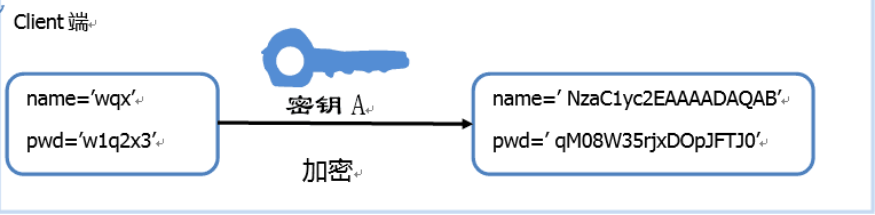 Client 端
name=’wqx’
pwd=’w1q2x3’
密钥 A
加密
name=’ NzaC1yc2EAAAADAQAB’
pwd=’ qM08W35rjxDOpJFTJ0’